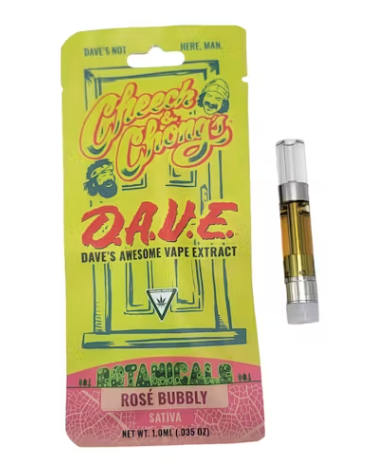 DAVE'S NOT HERE, MAN.
Cheech
&
Chong's
D.A.V.E.
DAVE'S AWESOME VAPE EXTRACT
BOTANICALS
ROSÉ BUBBLY
SATIVA
NET WT. 1.0ML (.035 OZ)